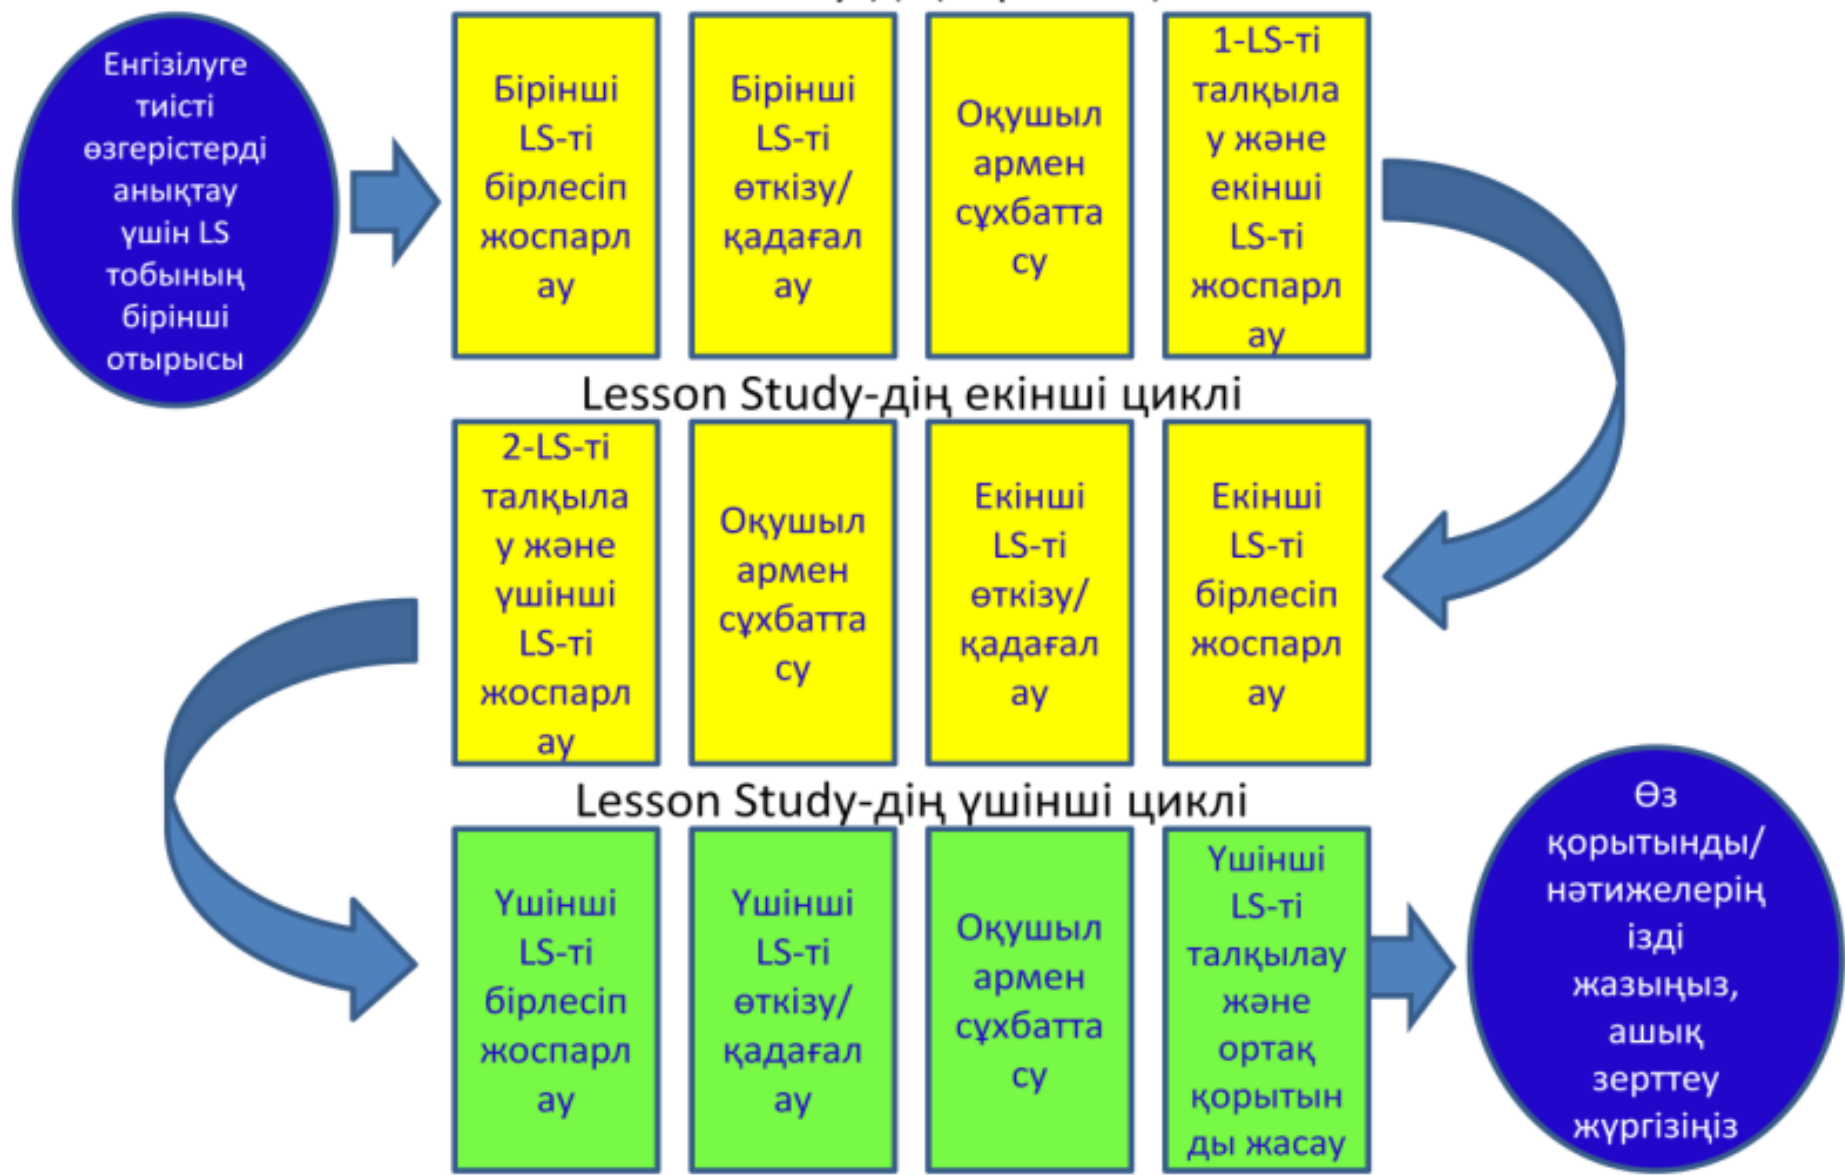 Енгізілуге
тиісті
өзгерістерді
анықтау
үшін LS
тобының
бірінші
отырысы
Бірінші
LS-ті
бірлесіп
жоспарл
ау
Бірінші
LS-ті
өткізу/
қадағал
ау
Оқушыл
армен
сұхбатта
су
1-LS-ті
талқыла
у және
екінші
LS-ті
жоспарл
ау
Lesson Study-дің екінші циклі
2-LS-ті
талқыла
у және
үшінші
LS-ті
жоспарл
ау
Оқушыл
армен
сұхбатта
су
Екінші
LS-ті
өткізу/
қадағал
ау
Екінші
LS-ті
бірлесіп
жоспарл
ау
Lesson Study-дің үшінші циклі
Үшінші
LS-ті
бірлесіп
жоспарл
ау
Үшінші
LS-ті
өткізу/
қадағал
ау
Оқушыл
армен
сұхбатта
су
Үшінші
LS-ті
талқылау
және
ортақ
қорытын
ды жасау
Өз
қорытынды/
нәтижелерің
ізді
жазыңыз,
ашық
зерттеу
жүргізіңіз